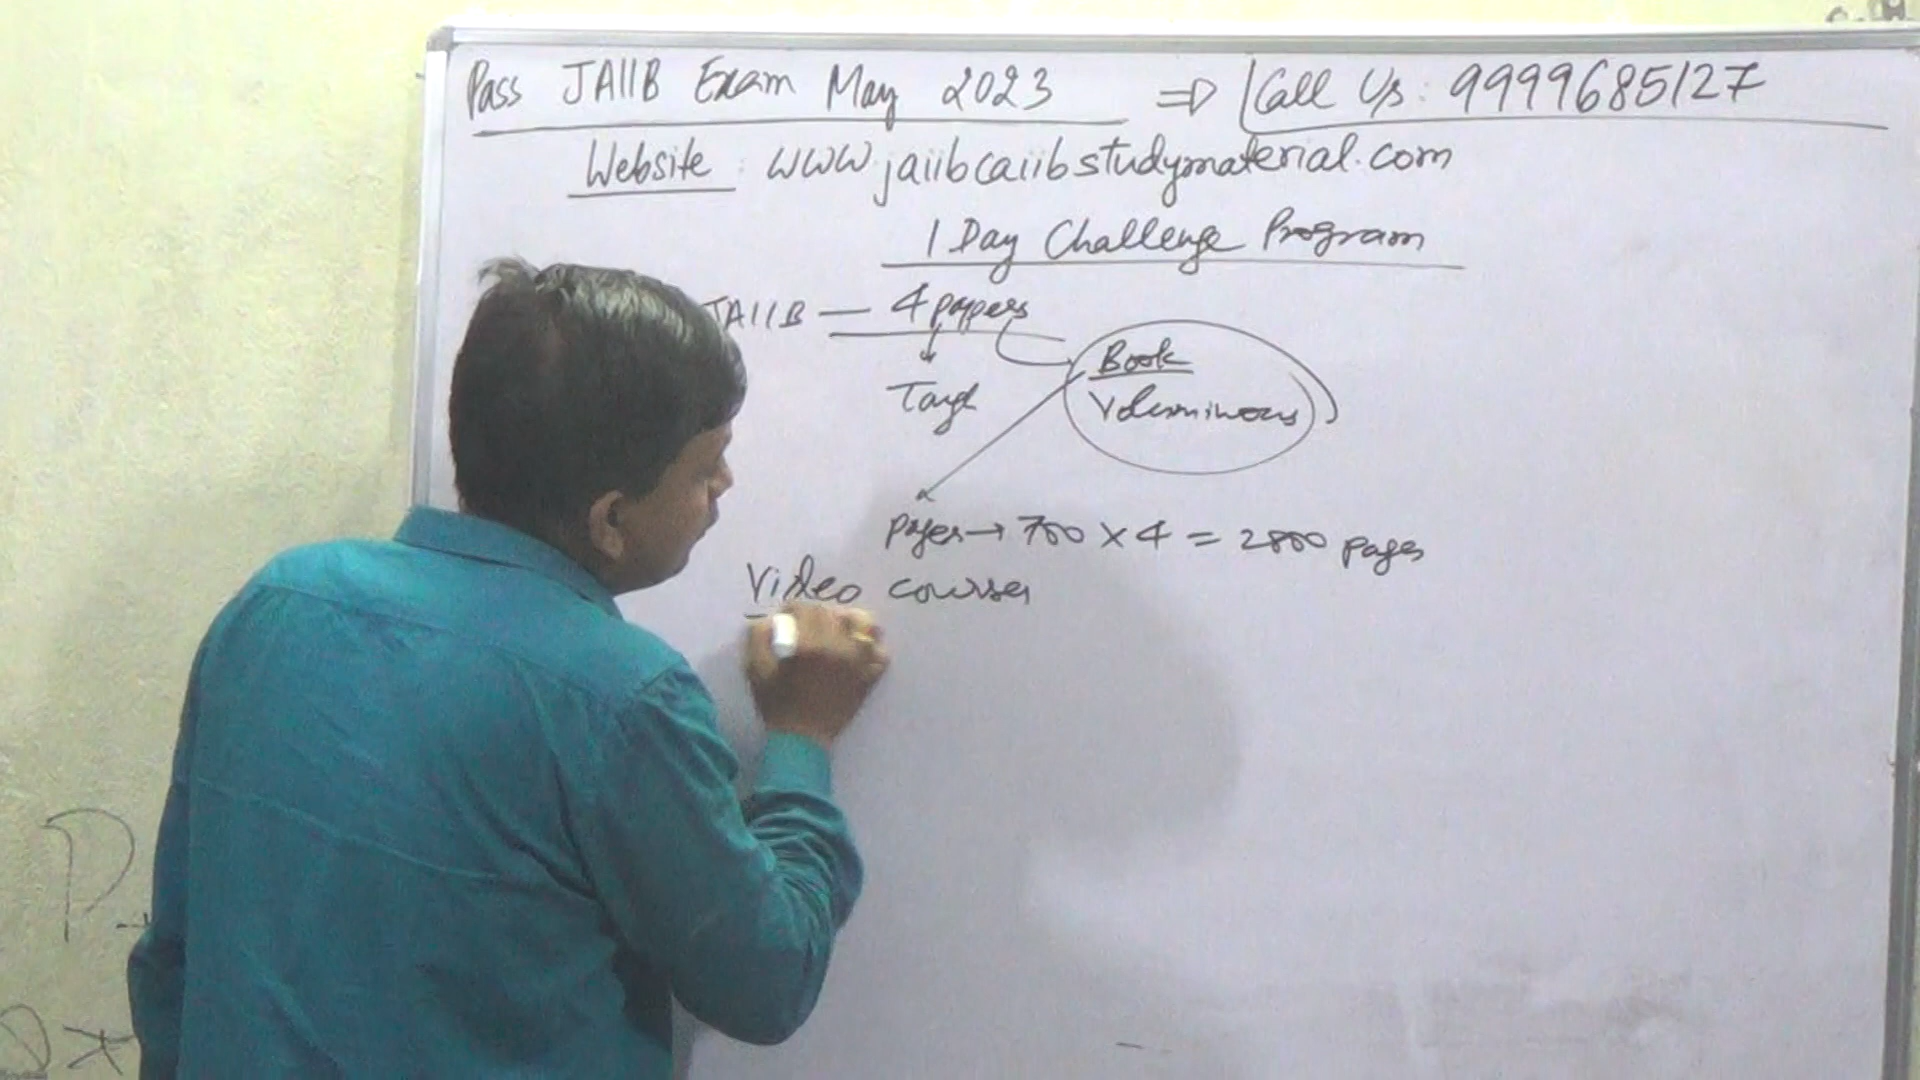 Pass JAIIB Exam May 2023 ⇒ Call Us: 9999685127
Website: www.jaiibcaiibstudymaterial.com
1 Day Challenge Program
JAIIB — 4 papers
Book
Voluminous
pages → 700 × 4 = 2800 pages
Video courses